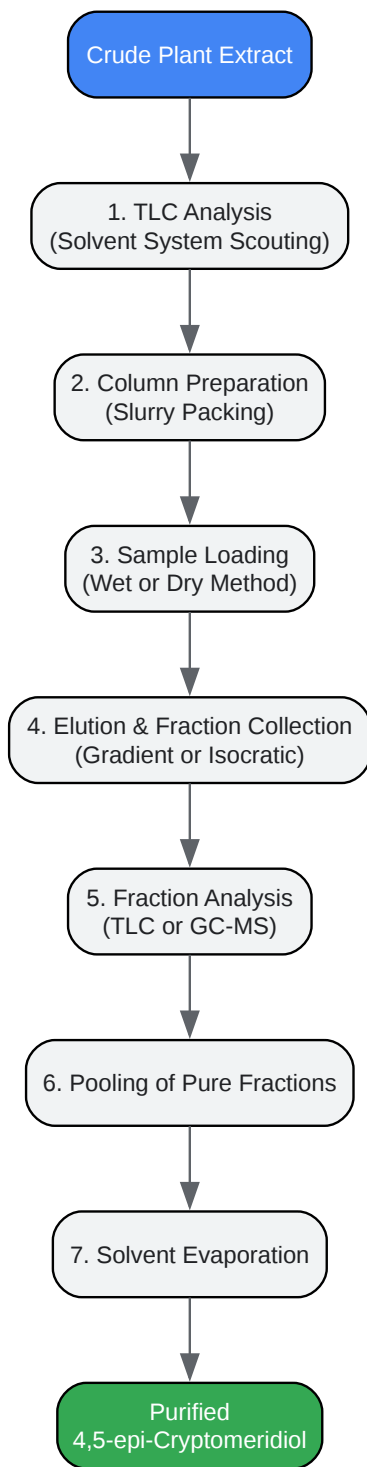 Crude Plant Extract
1. TLC Analysis
(Solvent System Scouting)
2. Column Preparation
(Slurry Packing)
3. Sample Loading
(Wet or Dry Method)
4. Elution & Fraction Collection
(Gradient or Isocratic)
5. Fraction Analysis
(TLC or GC-MS)
6. Pooling of Pure Fractions
7. Solvent Evaporation
Purified
4,5-epi-Cryptomeridiol